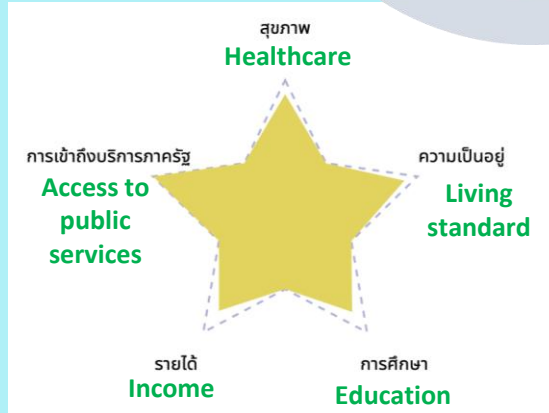 สุขภาพ
Healthcare
การเข้าถึงบริการภาครัฐ
Access to
public
services
ความเป็นอยู่
Living
standard
รายได้
Income
การศึกษา
Education